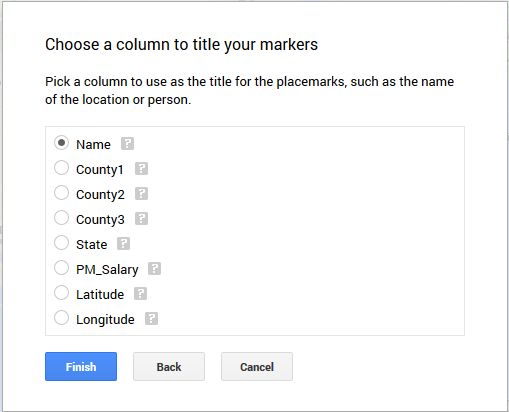 Choose a column to title your markers
Pick a column to use as the title for the placemarks, such as the name
of the location or person.
Name ?
County1 ?
County2 ?
County3 ?
State ?
PM_Salary ?
Latitude ?
Longitude ?
Finish Back Cancel